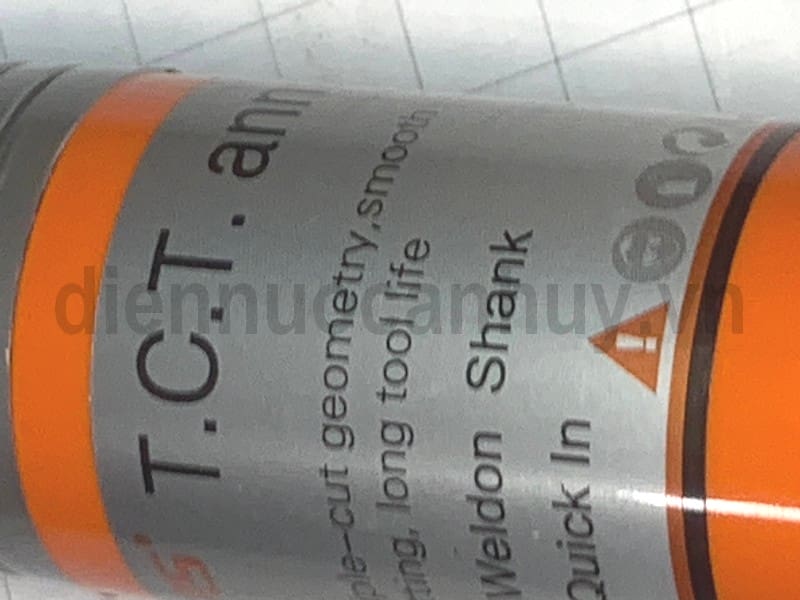 T.C.T. ann
ple-cut geometry, smooth
ting, long tool life
Weldon Shank
Quick In
diennuocanhuy.vn